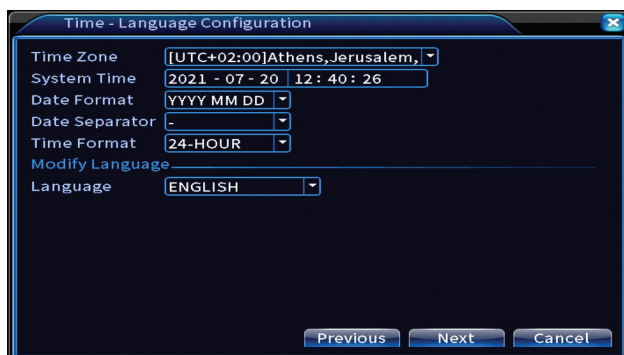 Time - Language Configuration
Time Zone [UTC+02:00]Athens,Jerusalem,
System Time 2021 - 07 - 20 12 : 40 : 26
Date Format YYYY MM DD
Date Separator -
Time Format 24-HOUR
Modify Language
Language ENGLISH
Previous Next Cancel